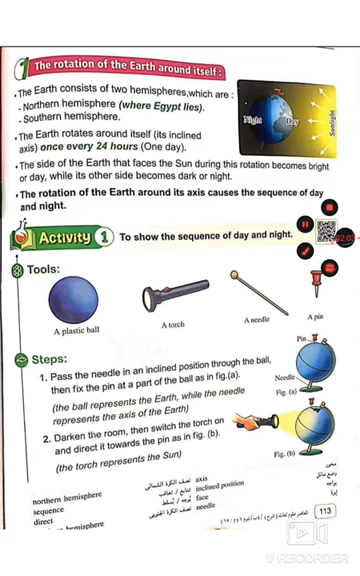 1 The rotation of the Earth around itself :
• The Earth consists of two hemispheres, which are :
- Northern hemisphere (where Egypt lies).
- Southern hemisphere.
• The Earth rotates around itself (its inclined
axis) once every 24 hours (One day).
Night
Day
Sunlight
• The side of the Earth that faces the Sun during this rotation becomes bright
or day, while its other side becomes dark or night.
• The rotation of the Earth around its axis causes the sequence of day
and night.
Activity 1 To show the sequence of day and night.
02:03
Tools:
A plastic ball
A torch
A needle
A pin
Steps:
1. Pass the needle in an inclined position through the ball,
then fix the pin at a part of the ball as in fig.(a).
(the ball represents the Earth, while the needle
represents the axis of the Earth)
Pin
Needle
Fig. (a)
2. Darken the room, then switch the torch on
and direct it towards the pin as in fig. (b).
(the torch represents the Sun)
Fig. (b)
northern hemisphere نصف الكرة الشمالى axis محور
sequence تتابع / تعاقب inclined position وضع مائل
direct يُوجه / يُسلط face يواجه
hemisphere نصف الكرة الجنوبى needle إبرة
113
VRECORDER